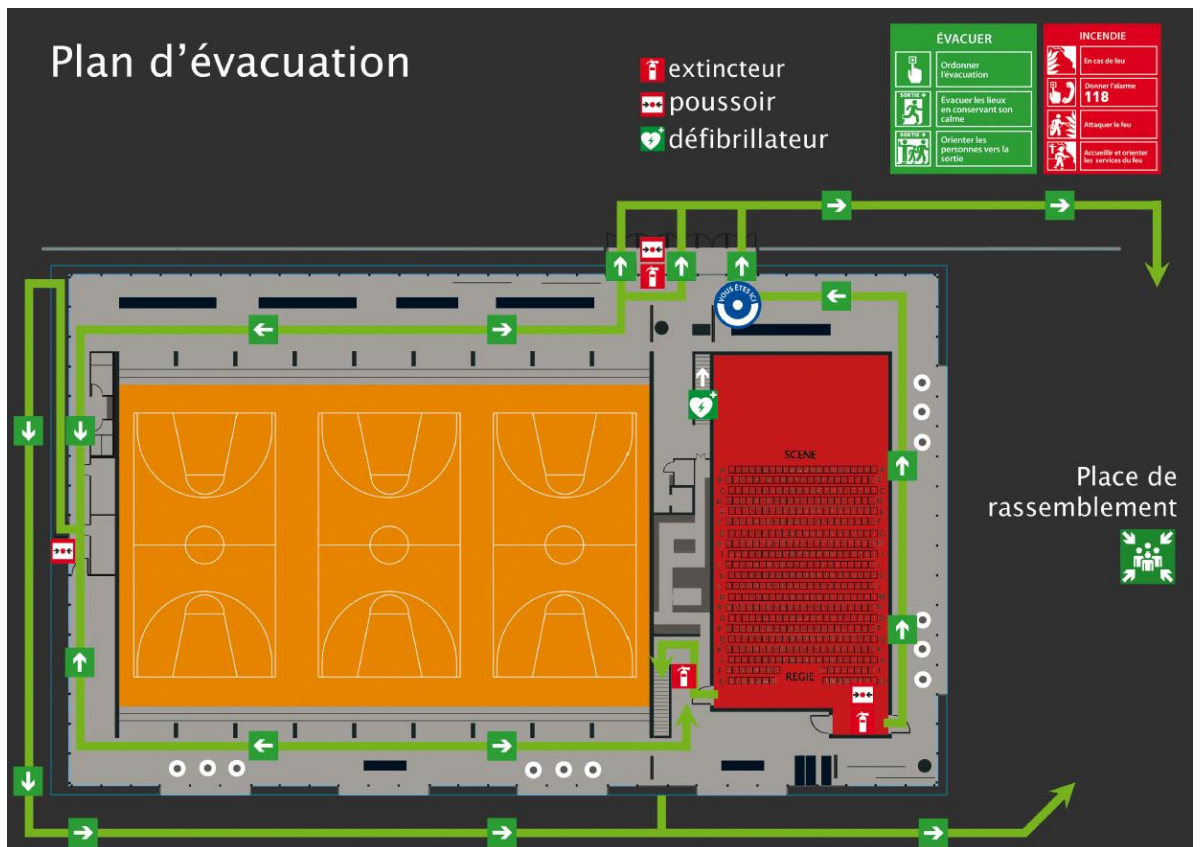 Plan d’évacuation
extincteur
poussoir
défibrillateur
ÉVACUER
Ordonner
l’évacuation
SORTIE
Évacuer les lieux
en conservant son
calme
SORTIE
Orienter les
personnes vers la
sortie
INCENDIE
En cas de feu
Donner l’alarme
118
Attaquer le feu
Accueillir et orienter
les services du feu
VOUS ÊTES ICI
SCENE
Place de
rassemblement
REGIE